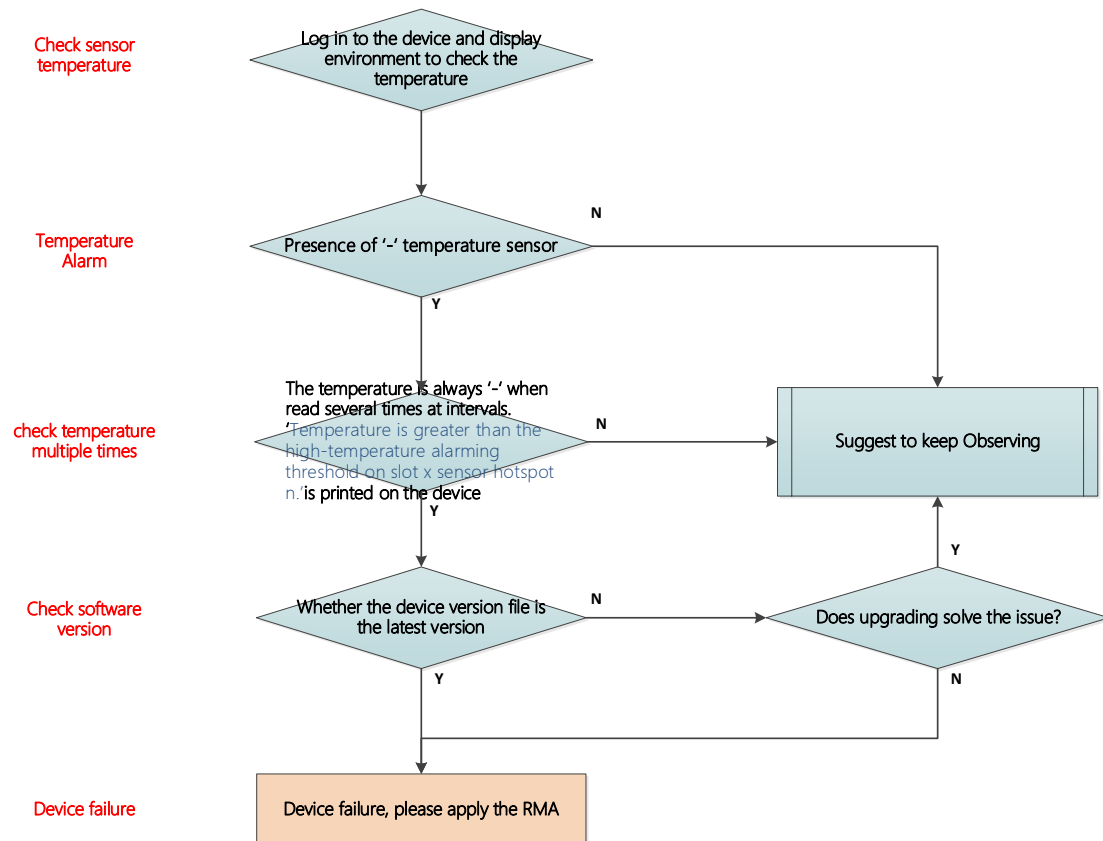 Check sensor
temperature
Log in to the device and display
environment to check the
temperature
Temperature
Alarm
Presence of ‘-‘ temperature sensor
N
Y
check temperature
multiple times
The temperature is always ‘-‘ when
read several times at intervals.
‘Temperature is greater than the
high-temperature alarming
threshold on slot x sensor hotspot
n.’is printed on the device
N
Suggest to keep Observing
Y
Check software
version
Whether the device version file is
the latest version
N
Does upgrading solve the issue?
Y
Y
N
Device failure
Device failure, please apply the RMA